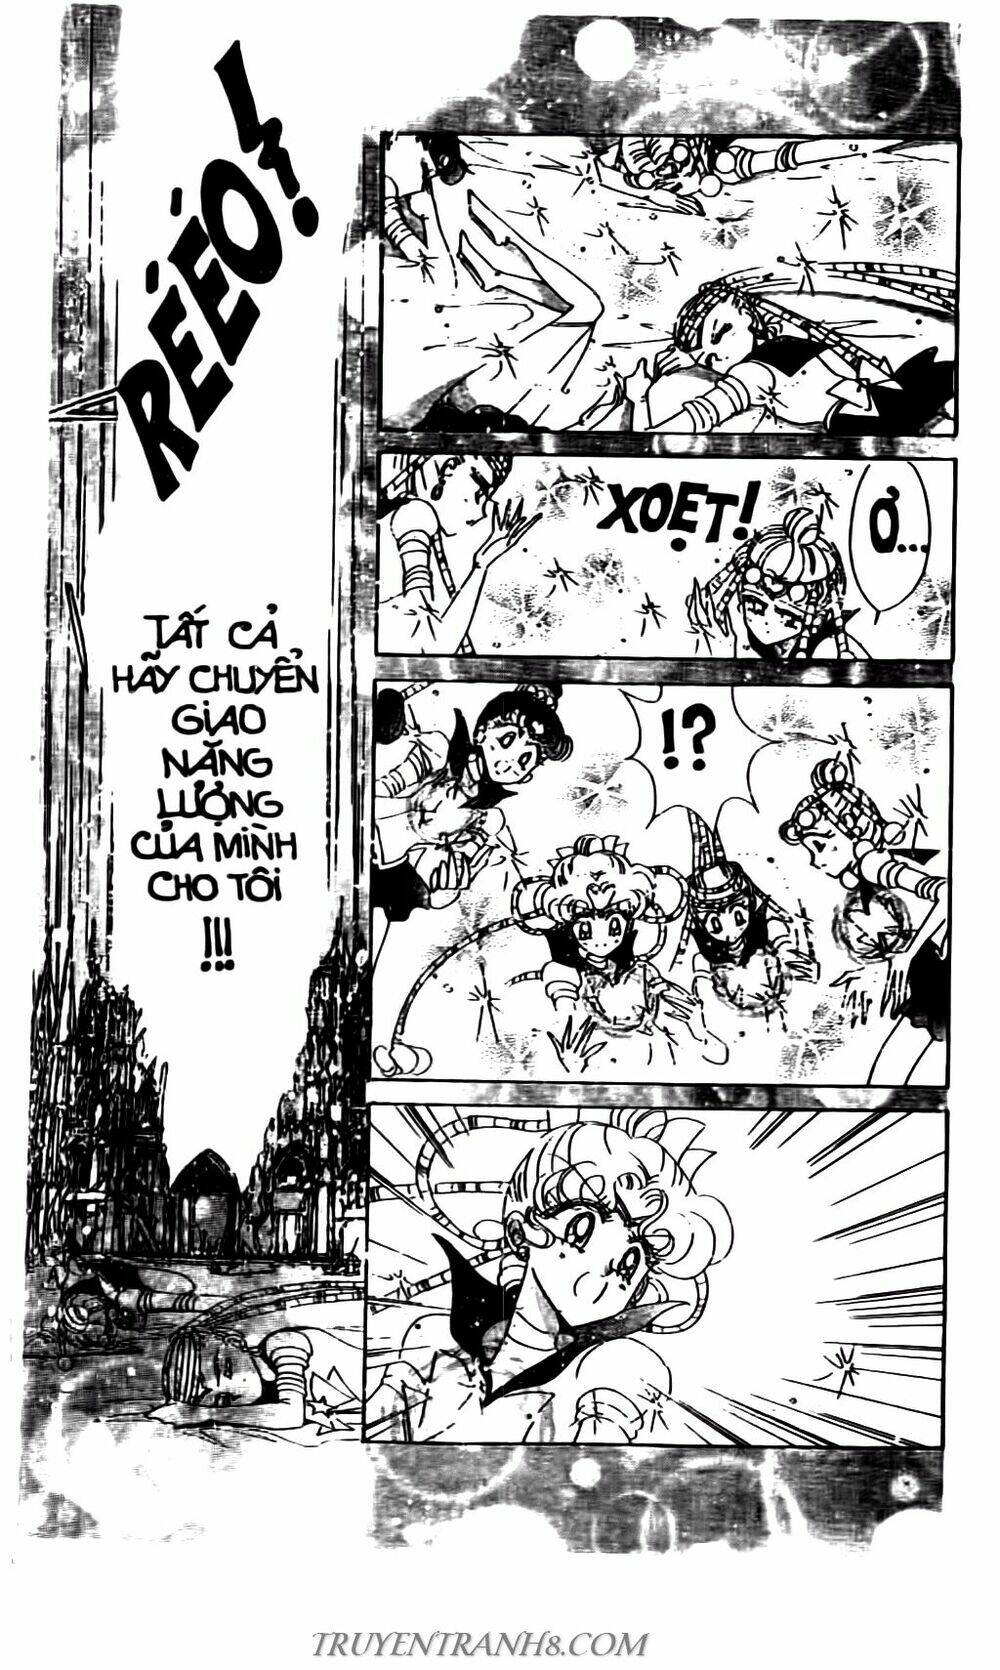 XOẸT!
Ở...
!?
RÉÉO!
TẤT CẢ
HÃY CHUYỂN
GIAO
NĂNG
LƯỢNG
CỦA MÌNH
CHO TÔI
!!!
TRUYENTRANH8.COM